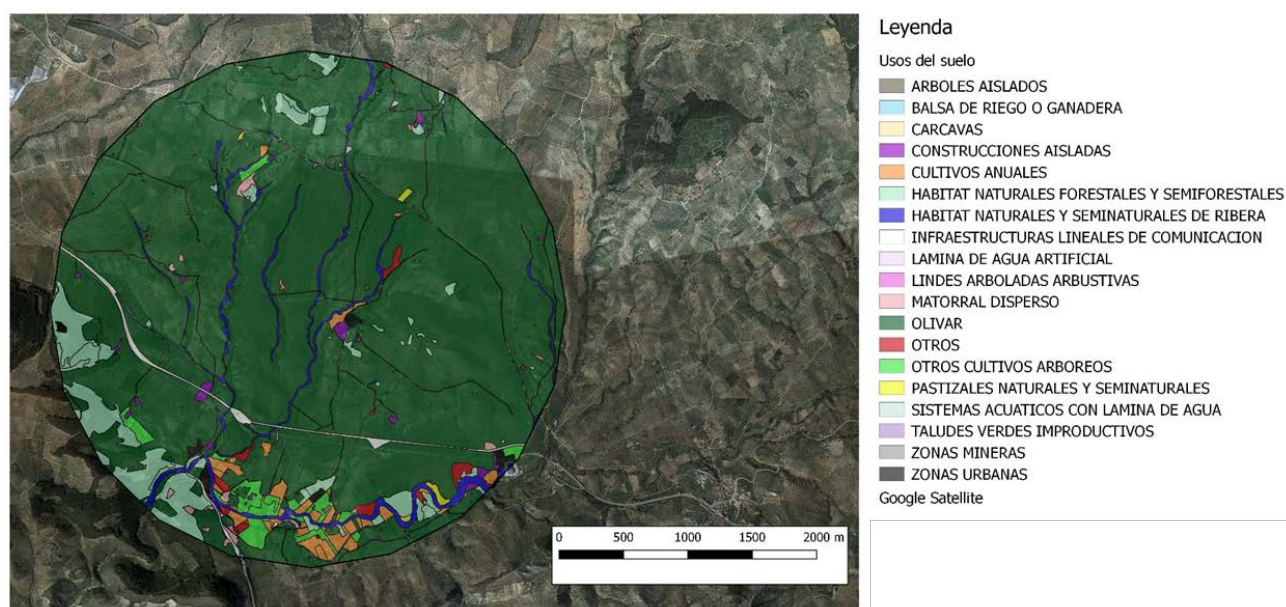 Leyenda
Usos del suelo
ARBOLES AISLADOS
BALSA DE RIEGO O GANADERA
CARCAVAS
CONSTRUCCIONES AISLADAS
CULTIVOS ANUALES
HABITAT NATURALES FORESTALES Y SEMIFORESTALES
HABITAT NATURALES Y SEMINATURALES DE RIBERA
INFRAESTRUCTURAS LINEALES DE COMUNICACION
LAMINA DE AGUA ARTIFICIAL
LINDES ARBOLADAS ARBUSTIVAS
MATORRAL DISPERSO
OLIVAR
OTROS
OTROS CULTIVOS ARBOREOS
PASTIZALES NATURALES Y SEMINATURALES
SISTEMAS ACUATICOS CON LAMINA DE AGUA
TALUDES VERDES IMPRODUCTIVOS
ZONAS MINERAS
ZONAS URBANAS
Google Satellite
0 500 1000 1500 2000 m